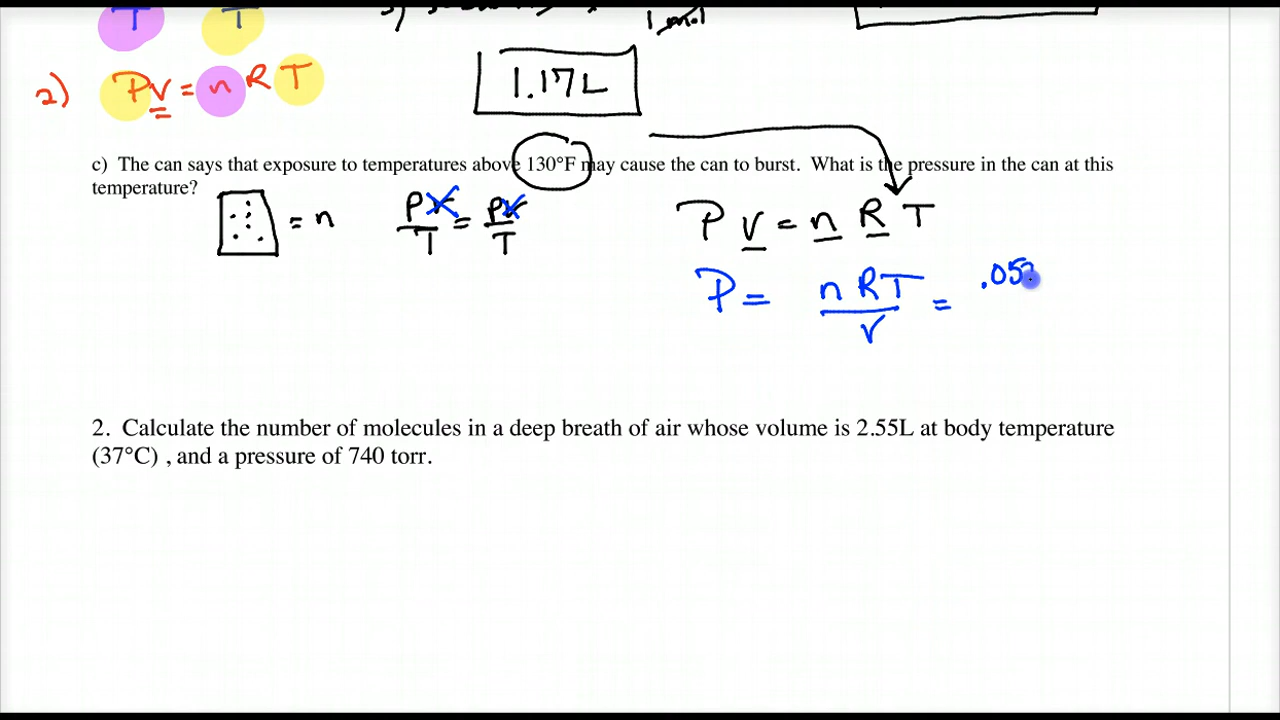 T T
1 mol
2) PV = nRT
1.17L
c) The can says that exposure to temperatures above 130°F may cause the can to burst. What is the pressure in the can at this
temperature?
= n PV/T = PV/T PV = nRT
P = nRT/V = .05
2. Calculate the number of molecules in a deep breath of air whose volume is 2.55L at body temperature
(37°C) , and a pressure of 740 torr.